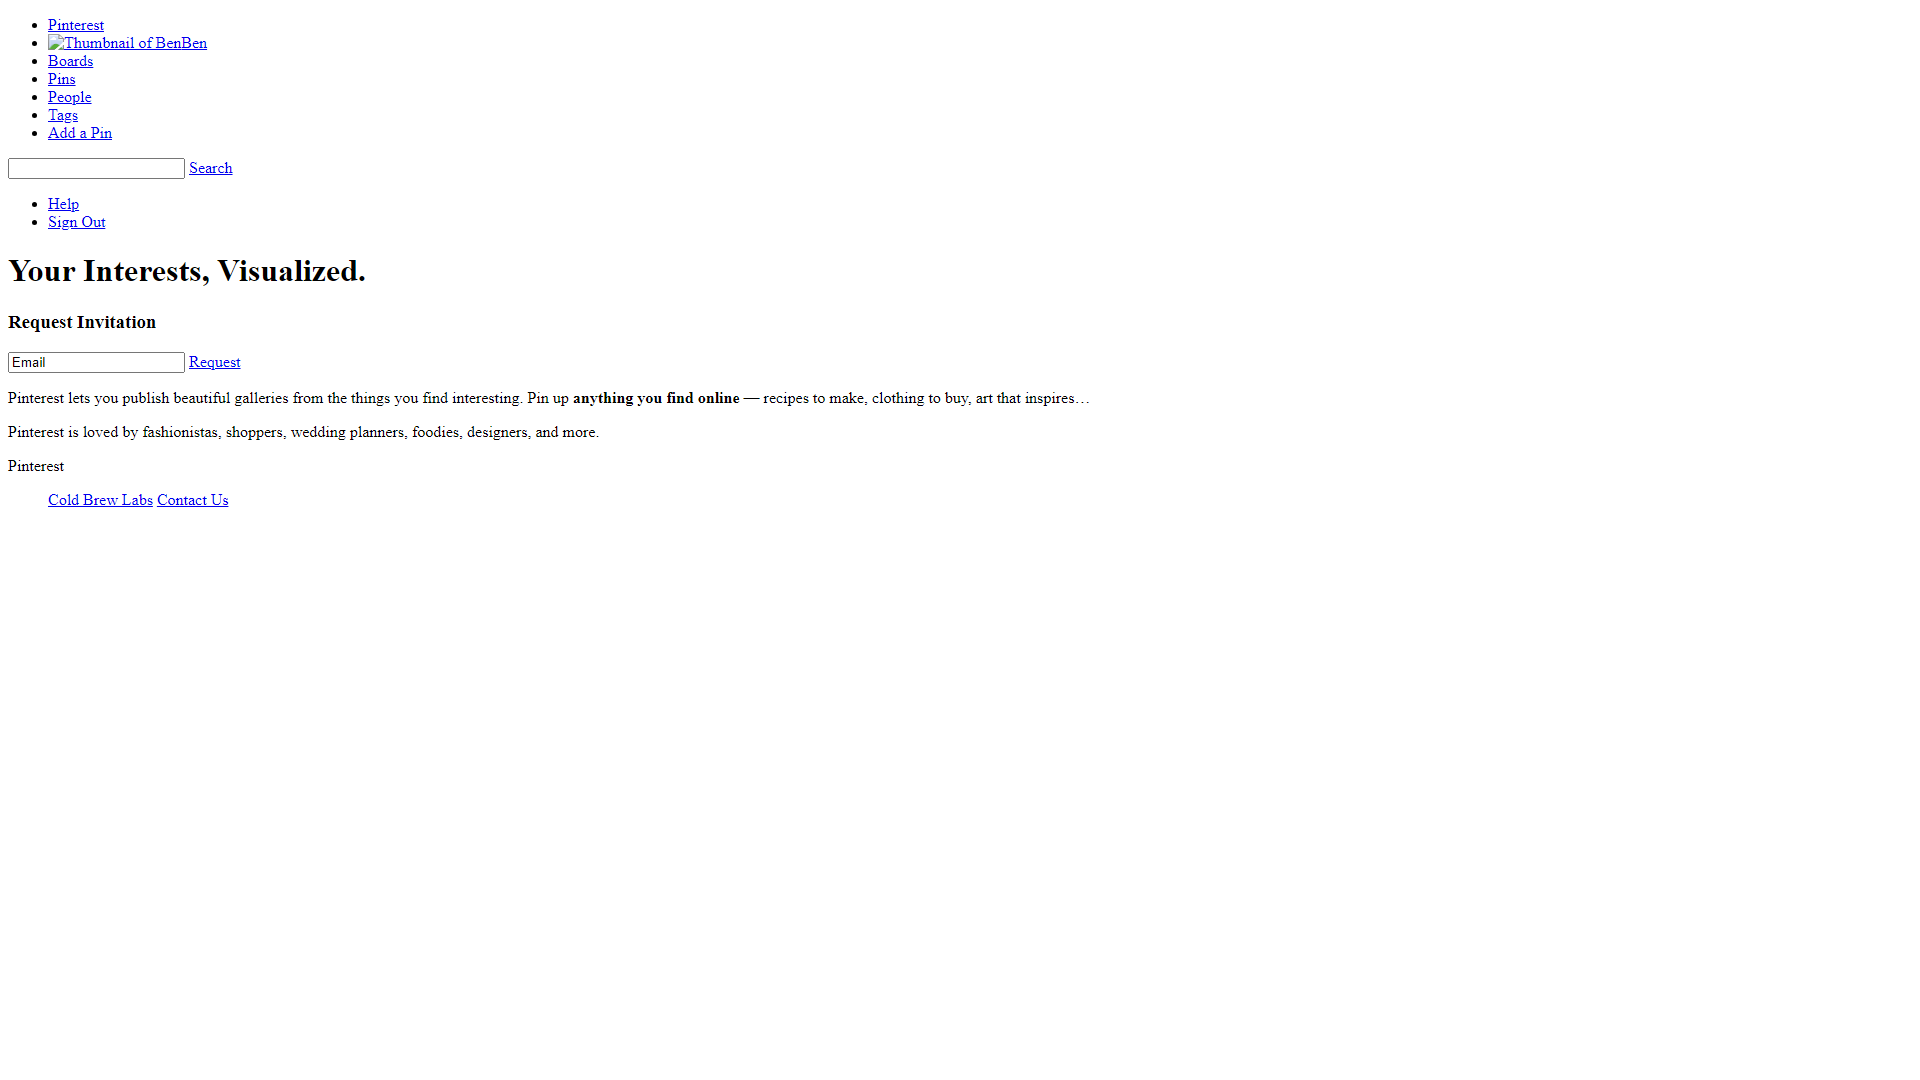 Pinterest
Thumbnail of BenBen
Boards
Pins
People
Tags
Add a Pin
Search
Help
Sign Out
Your Interests, Visualized.
Request Invitation
Email Request
Pinterest lets you publish beautiful galleries from the things you find interesting. Pin up anything you find online — recipes to make, clothing to buy, art that inspires…
Pinterest is loved by fashionistas, shoppers, wedding planners, foodies, designers, and more.
Pinterest
Cold Brew Labs Contact Us